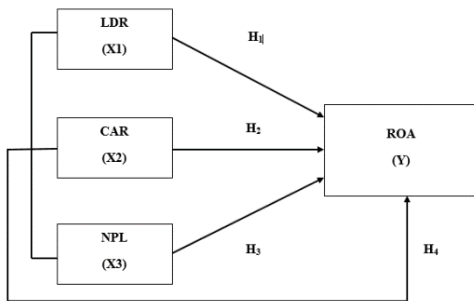 LDR
(X1)
H₁|
CAR
(X2)
H₂
ROA
(Y)
NPL
(X3)
H₃
H₄